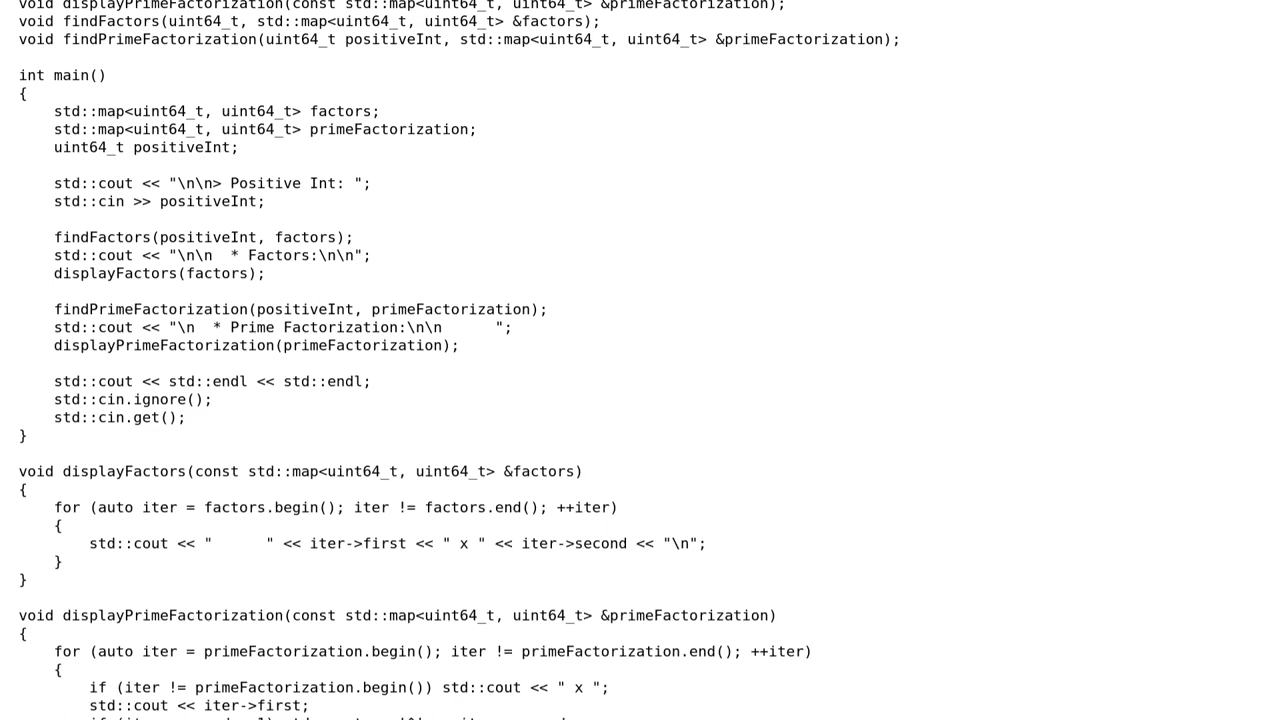 void displayPrimeFactorization(const std::map<uint64_t, uint64_t> &primeFactorization);
void findFactors(uint64_t, std::map<uint64_t, uint64_t> &factors);
void findPrimeFactorization(uint64_t positiveInt, std::map<uint64_t, uint64_t> &primeFactorization);

int main()
{
    std::map<uint64_t, uint64_t> factors;
    std::map<uint64_t, uint64_t> primeFactorization;
    uint64_t positiveInt;

    std::cout << "\n\n> Positive Int: ";
    std::cin >> positiveInt;

    findFactors(positiveInt, factors);
    std::cout << "\n\n  * Factors:\n\n";
    displayFactors(factors);

    findPrimeFactorization(positiveInt, primeFactorization);
    std::cout << "\n  * Prime Factorization:\n\n      ";
    displayPrimeFactorization(primeFactorization);

    std::cout << std::endl << std::endl;
    std::cin.ignore();
    std::cin.get();
}

void displayFactors(const std::map<uint64_t, uint64_t> &factors)
{
    for (auto iter = factors.begin(); iter != factors.end(); ++iter)
    {
        std::cout << "      " << iter->first << " x " << iter->second << "\n";
    }
}

void displayPrimeFactorization(const std::map<uint64_t, uint64_t> &primeFactorization)
{
    for (auto iter = primeFactorization.begin(); iter != primeFactorization.end(); ++iter)
    {
        if (iter != primeFactorization.begin()) std::cout << " x ";
        std::cout << iter->first;